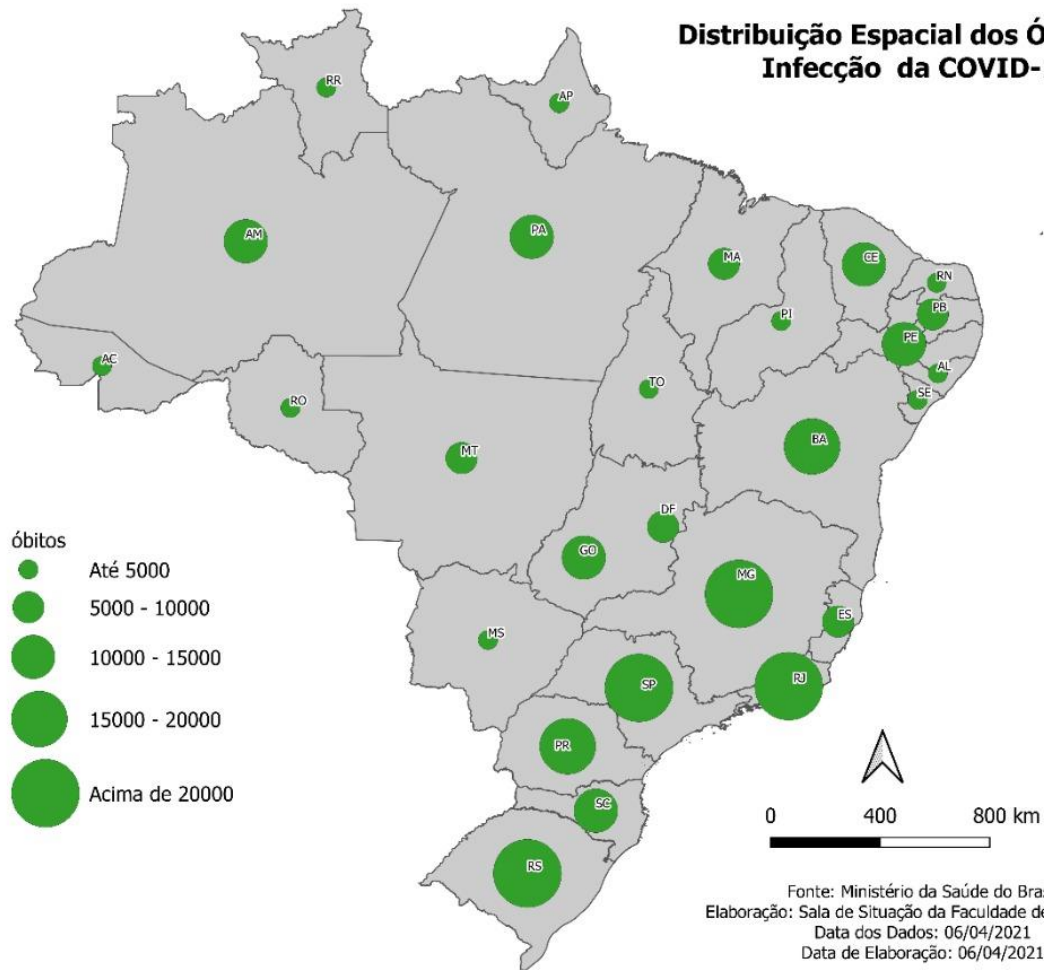 Distribuição Espacial dos Ó
Infecção da COVID-
RR
AP
AM
PA
MA
CE
RN
PI
PB
PE
AC
TO
AL
RO
SE
BA
MT
DF
GO
MG
ES
MS
SP
RJ
PR
SC
RS
óbitos
Até 5000
5000 - 10000
10000 - 15000
15000 - 20000
Acima de 20000
0 400 800 km
Fonte: Ministério da Saúde do Bra
Elaboração: Sala de Situação da Faculdade de
Data dos Dados: 06/04/2021
Data de Elaboração: 06/04/2021